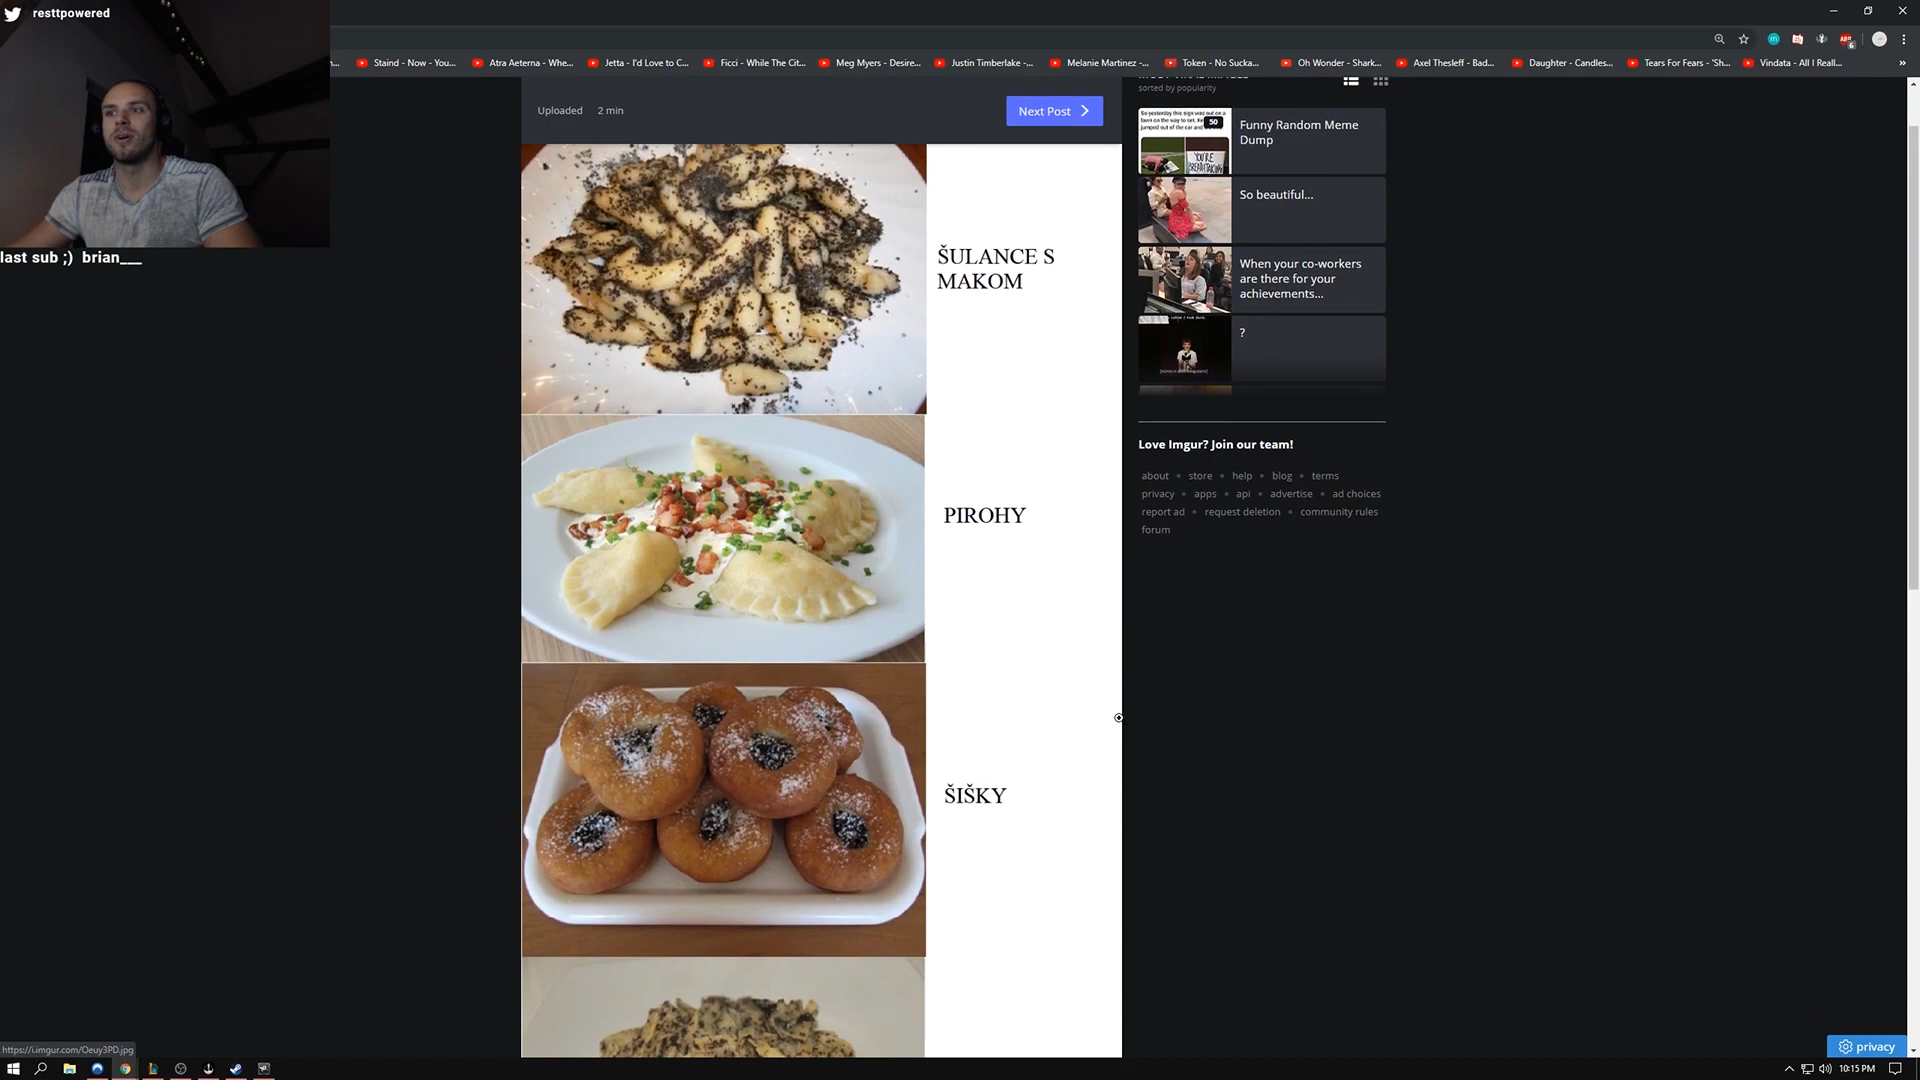 resttpowered
last sub ;) brian___
Staind - Now - You...
Atra Aeterna - Whe...
Jetta - I'd Love to C...
Ficci - While The Cit...
Meg Myers - Desire...
Justin Timberlake -...
Melanie Martinez -...
Token - No Sucka...
Oh Wonder - Shark...
Axel Thesleff - Bad...
Daughter - Candles...
Tears For Fears - 'Sh...
Vindata - All I Reall...
»
Uploaded 2 min
Next Post
ŠULANCE S
MAKOM
PIROHY
ŠIŠKY
sorted by popularity
50
YOU'RE
BREATHTAKING
Funny Random Meme
Dump
So beautiful...
When your co-workers
are there for your
achievements...
?
Love Imgur? Join our team!
about • store • help • blog • terms
privacy • apps • api • advertise • ad choices
report ad • request deletion • community rules
forum
privacy
https://i.imgur.com/Oeuy3PD.jpg
10:15 PM